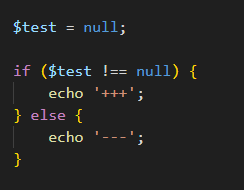 $test = null;
if ($test !== null) {
    echo '+++';
} else {
    echo '---';
}